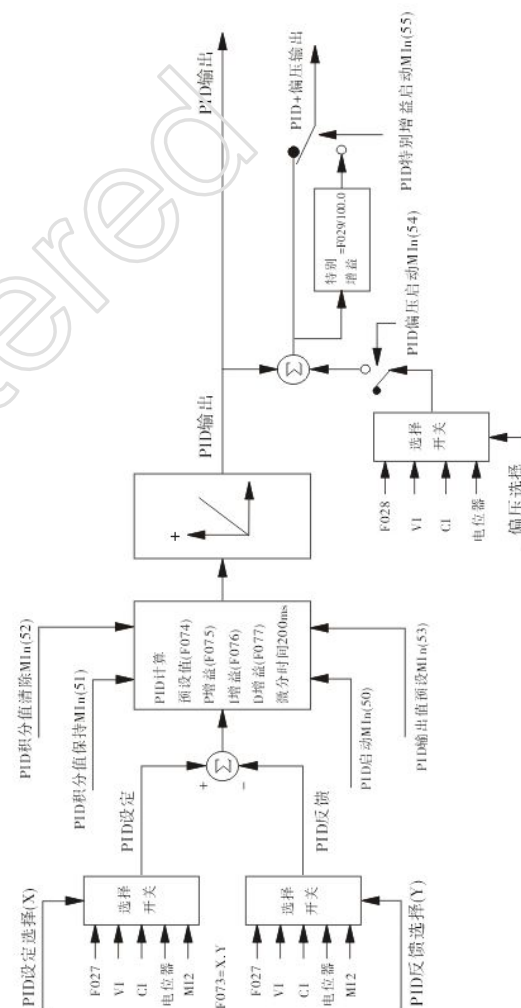 PID设定选择(X)
F027
VI
CI
电位器
MI2
选择
开关
PID设定
F073=X.Y
PID反馈选择(Y)
F027
VI
CI
电位器
MI2
选择
开关
PID反馈
+
Σ
−
PID积分值清除MIn(52)
PID积分值保持MIn(51)
PID计算
预设值(F074)
P增益(F075)
I增益(F076)
D增益(F077)
微分时间200ms
PID启动MIn(50)
PID输出值预设MIn(53)
+
PID输出
PID输出
Σ
特别
增益
=F029/100.0
PID+偏压输出
PID特别增益启动MIn(55)
PID偏压启动MIn(54)
F028
VI
CI
电位器
选择
开关
偏压选择
tered